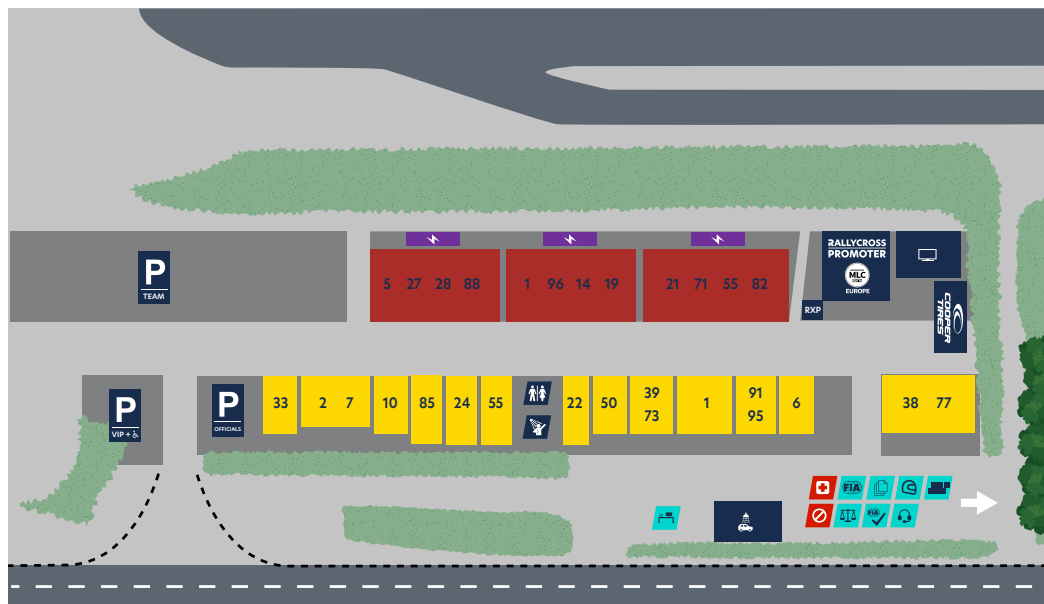 P
TEAM
5 27 28 88
1 96 14 19
21 71 55 82
RALLYCROSS
PROMOTER
MLC
EUROPE
RXP
COOPER
TIRES
P
VIP +
P
OFFICIALS
33
2 7
10
85
24
55
22
50
39
73
1
91
95
6
38 77
FIA
FIA